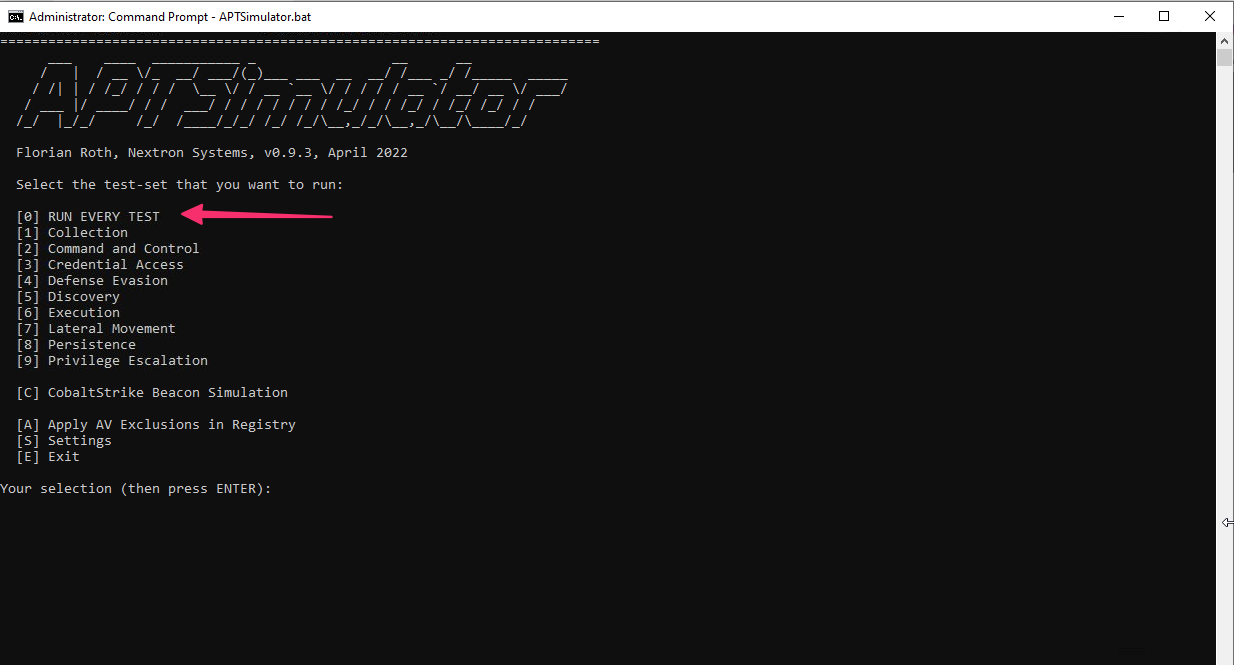 Administrator: Command Prompt - APTSimulator.bat
===========================================================================
APTSimulator
Florian Roth, Nextron Systems, v0.9.3, April 2022
Select the test-set that you want to run:
[0] RUN EVERY TEST
[1] Collection
[2] Command and Control
[3] Credential Access
[4] Defense Evasion
[5] Discovery
[6] Execution
[7] Lateral Movement
[8] Persistence
[9] Privilege Escalation
[C] CobaltStrike Beacon Simulation
[A] Apply AV Exclusions in Registry
[S] Settings
[E] Exit
Your selection (then press ENTER):